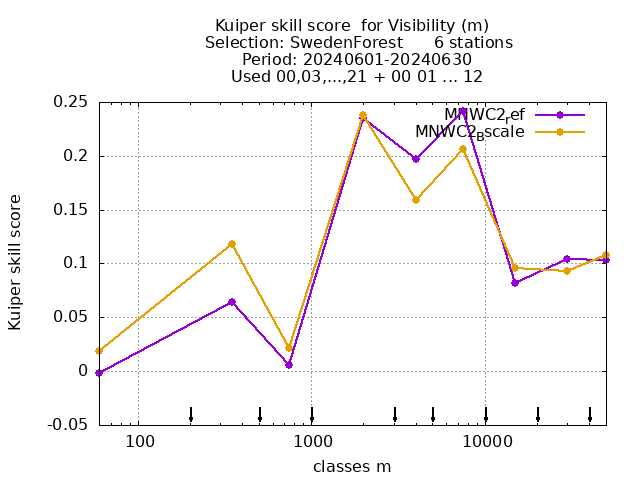 Kuiper skill score  for Visibility (m)
Selection: SwedenForest      6 stations
Period: 20240601-20240630
Used 00,03,...,21 + 00 01 ... 12
MNWC2ref
MNWC2Bscale
0.25
0.2
0.15
0.1
0.05
0
-0.05
Kuiper skill score
100
1000
10000
classes m